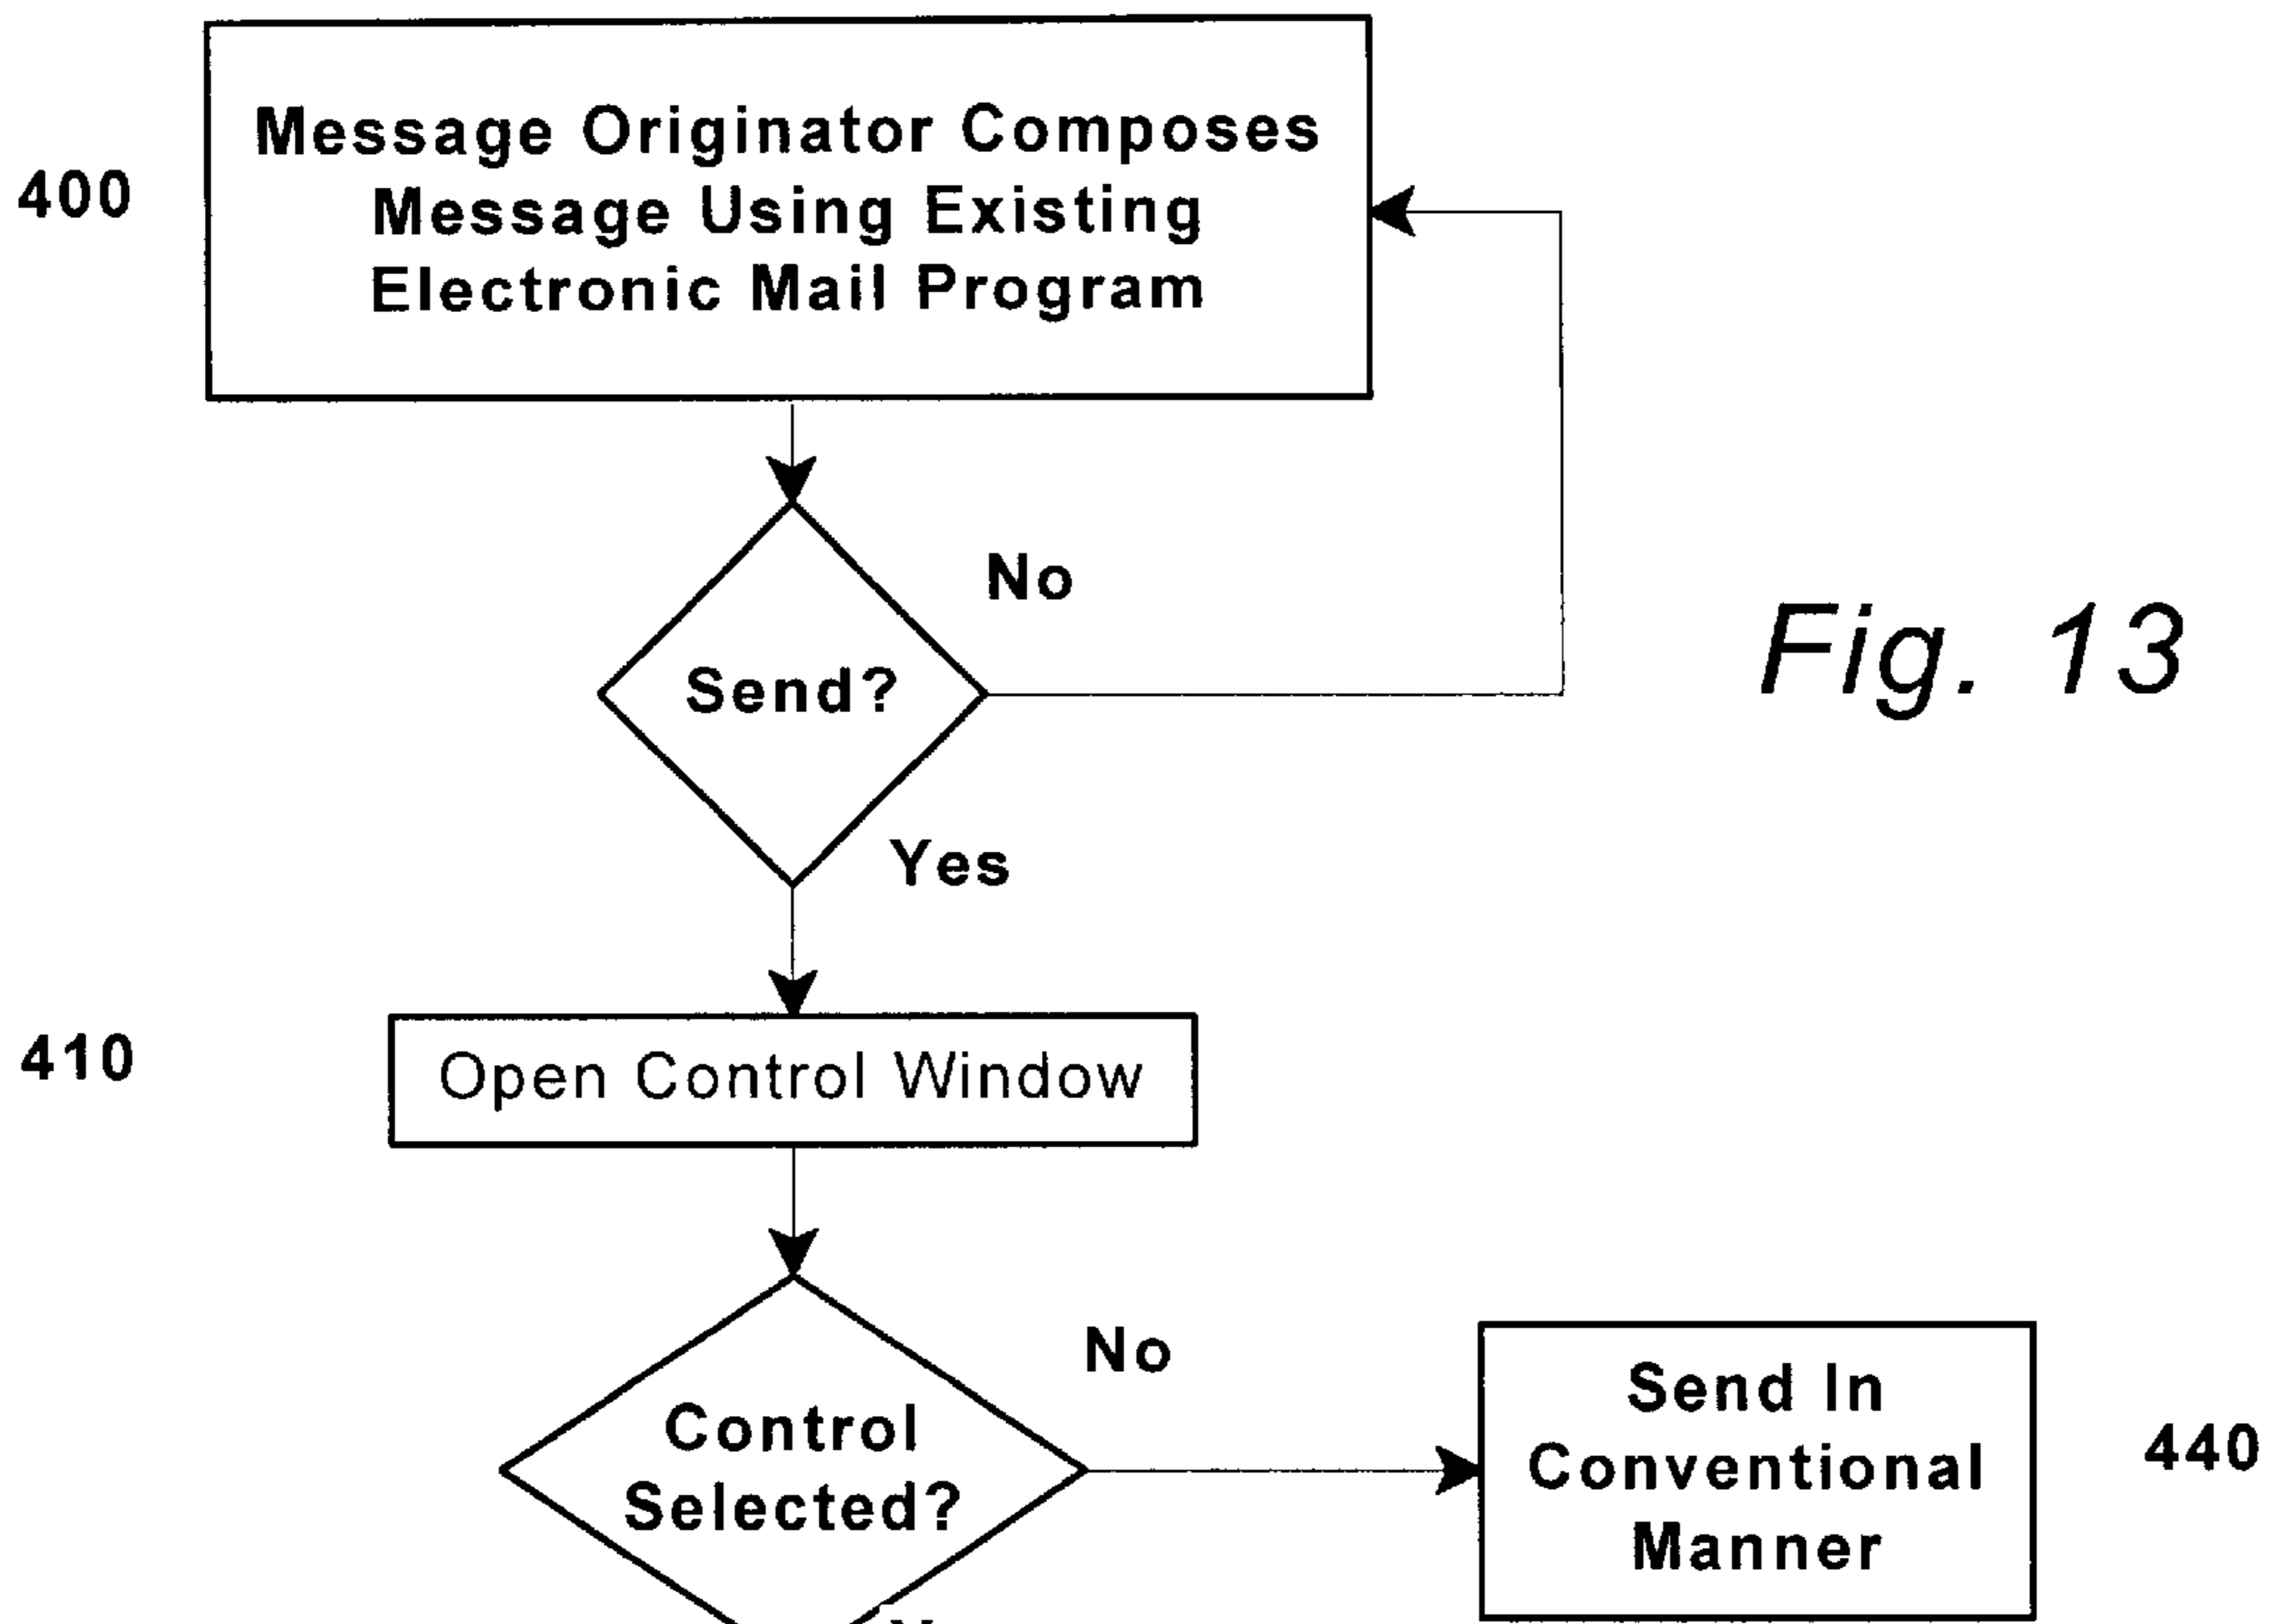 Message Originator Composes
Message Using Existing
Electronic Mail Program
400
No
Send?
Fig. 13
Yes
410
Open Control Window
No
Control
Selected?
Send In
Conventional
Manner
440